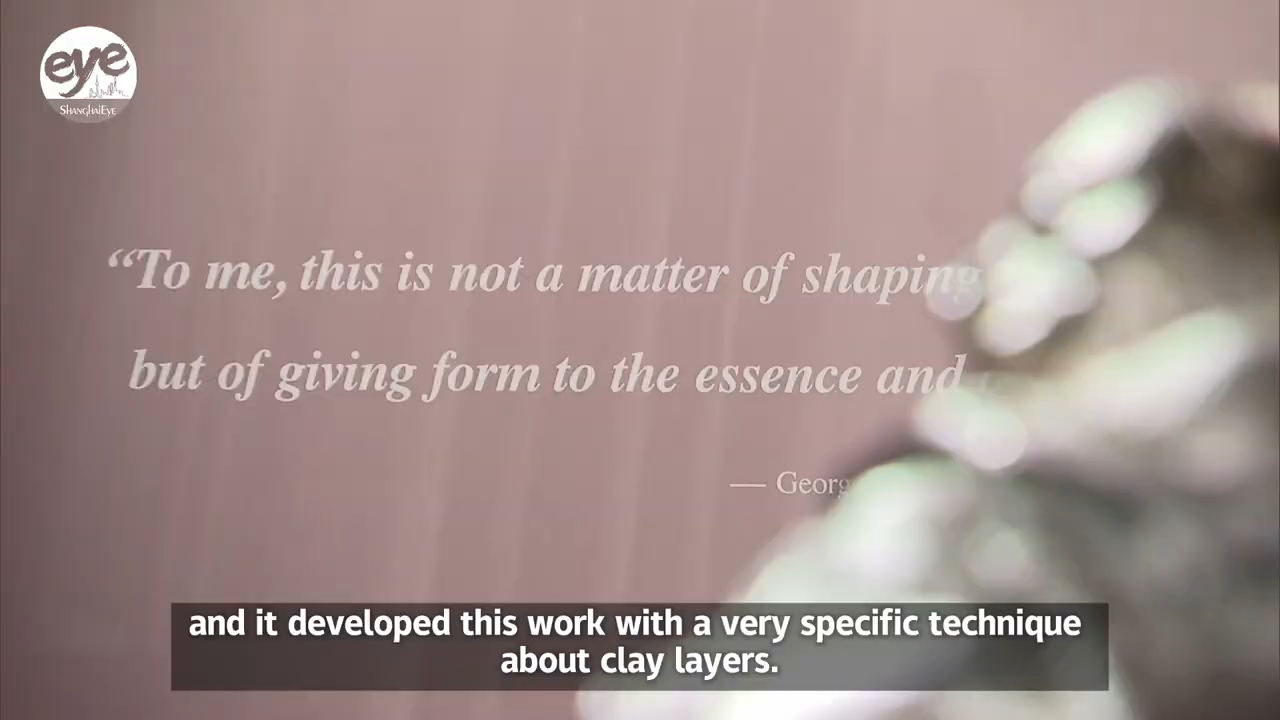 eye
SHANGHAIEYE
“To me, this is not a matter of shaping
but of giving form to the essence and
— Georg
and it developed this work with a very specific technique
about clay layers.